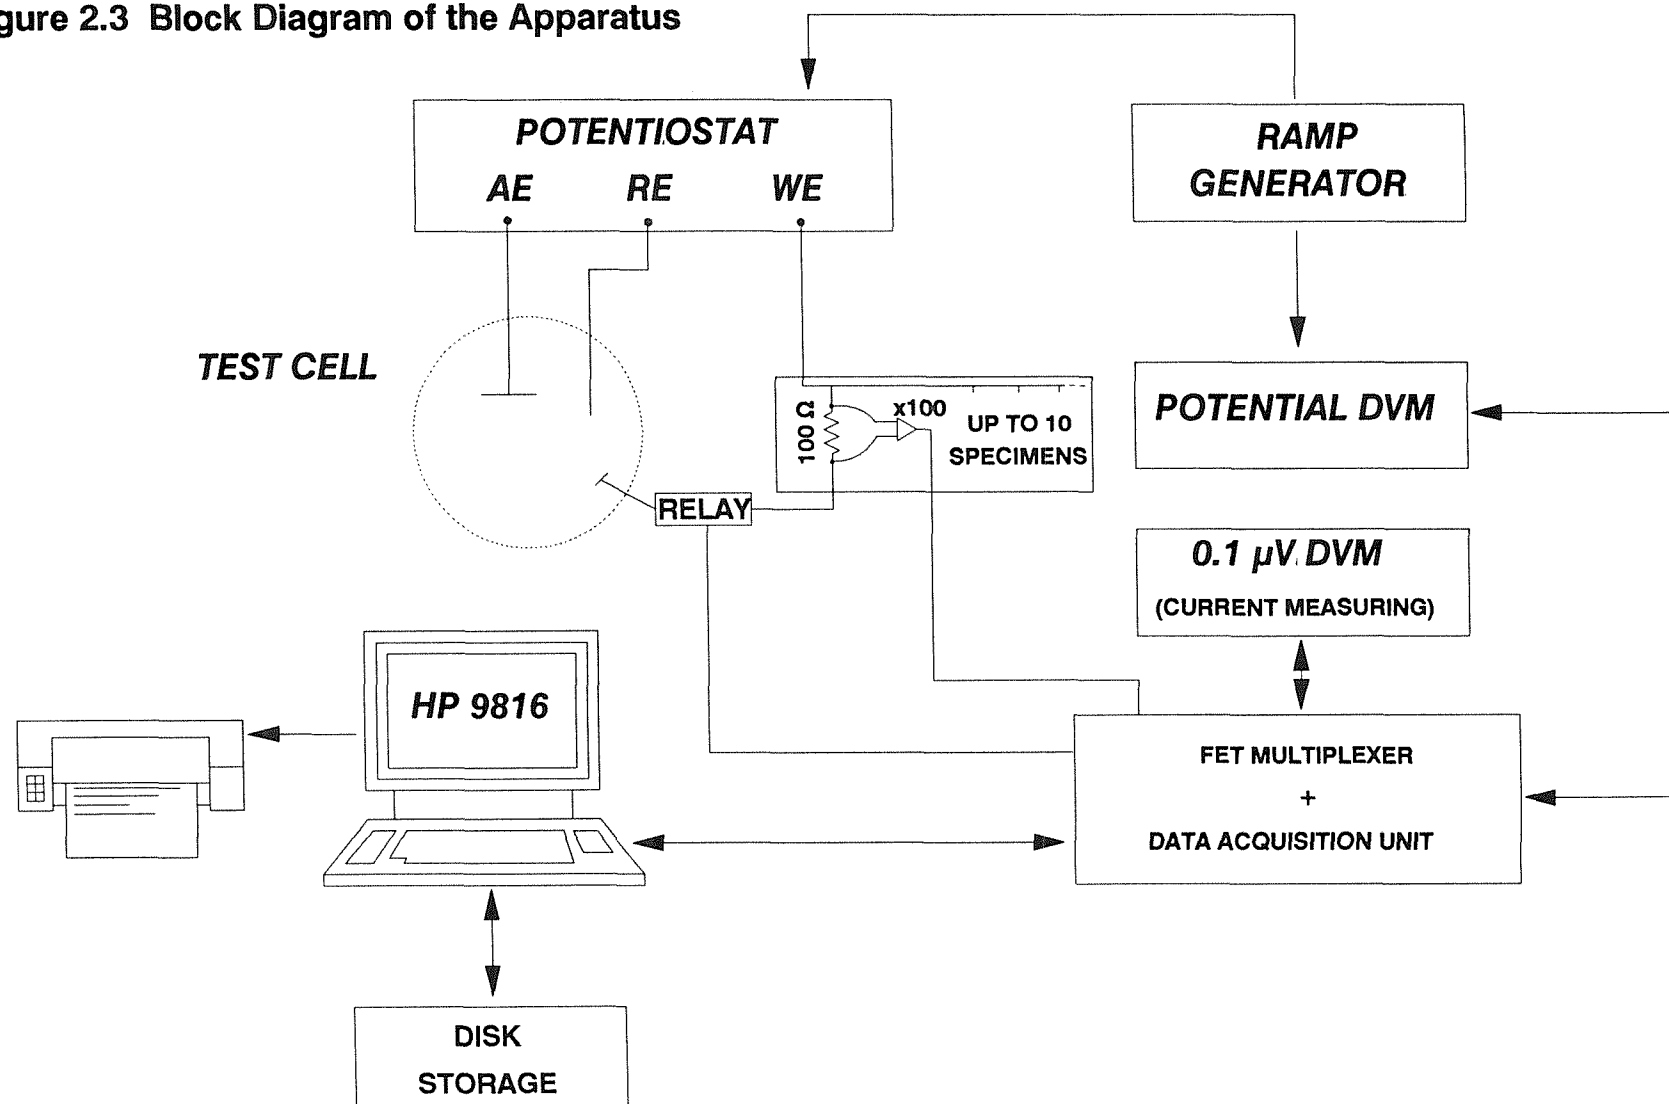 gure 2.3 Block Diagram of the Apparatus
POTENTIOSTAT
AE RE WE
RAMP
GENERATOR
TEST CELL
100 Ω
x100
UP TO 10
SPECIMENS
POTENTIAL DVM
RELAY
0.1 µV DVM
(CURRENT MEASURING)
HP 9816
FET MULTIPLEXER
+
DATA ACQUISITION UNIT
DISK
STORAGE